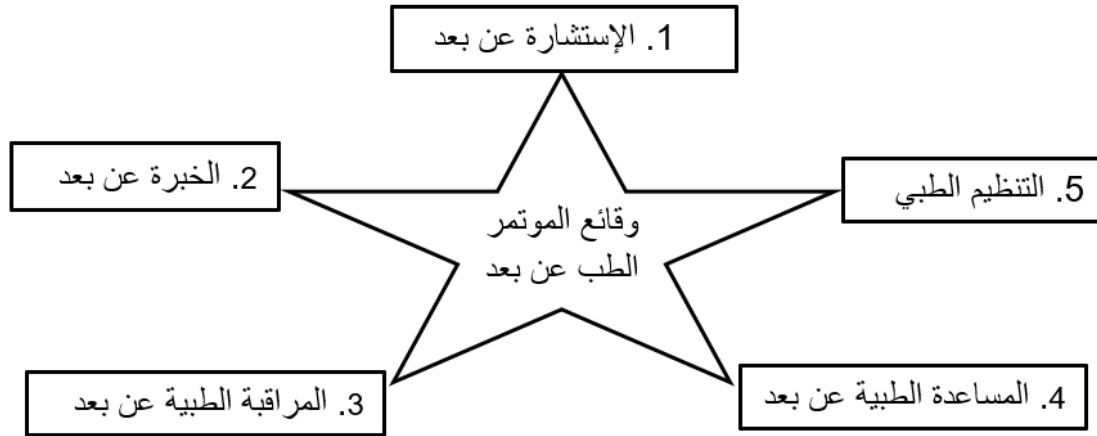 1. الإستشارة عن بعد
2. الخبرة عن بعد
5. التنظيم الطبي
وقائع الموتمر
الطب عن بعد
3. المراقبة الطبية عن بعد
4. المساعدة الطبية عن بعد